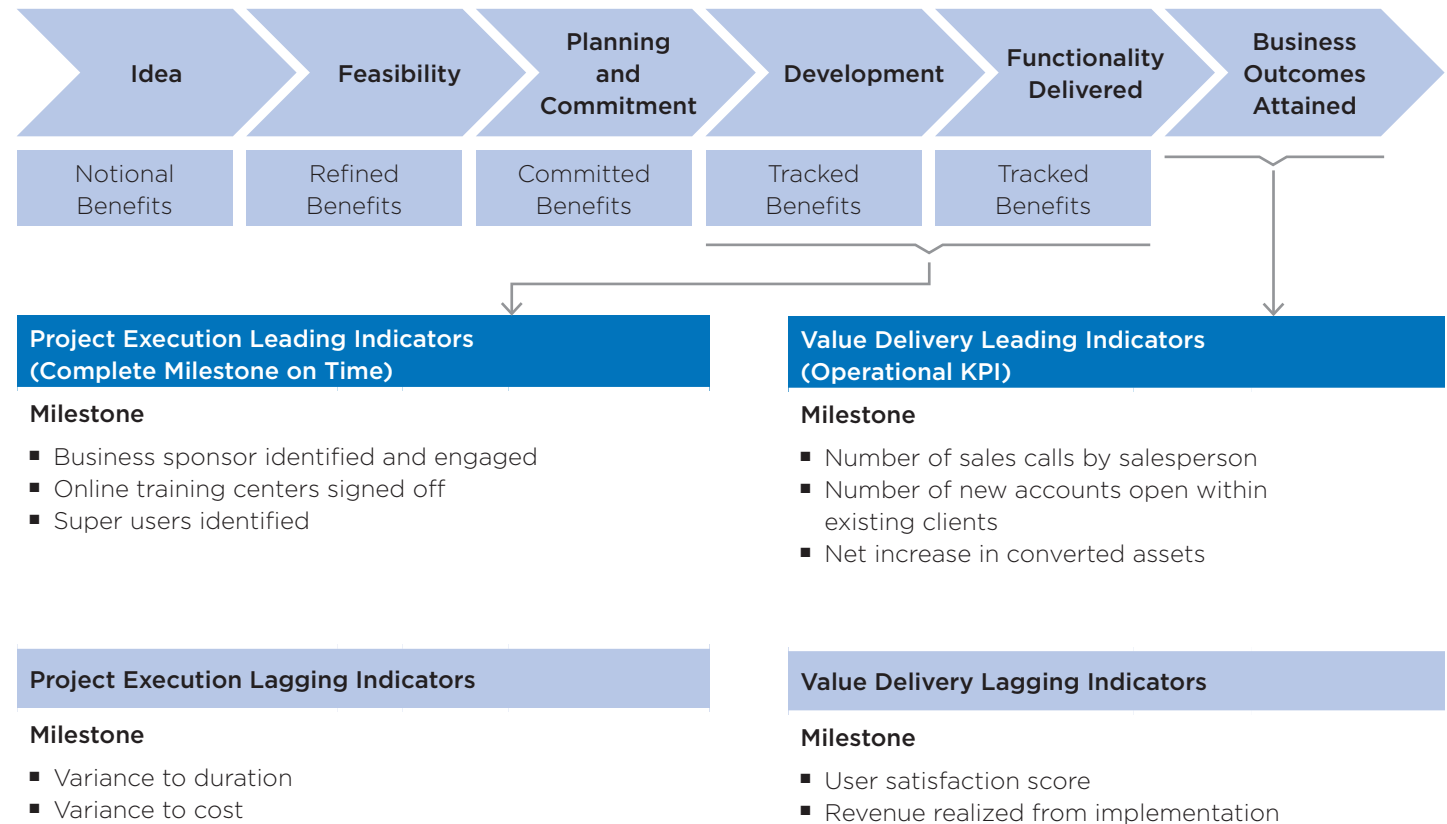 Idea
Feasibility
Planning
and
Commitment
Development
Functionality
Delivered
Business
Outcomes
Attained
Notional
Benefits
Refined
Benefits
Committed
Benefits
Tracked
Benefits
Tracked
Benefits
Project Execution Leading Indicators
(Complete Milestone on Time)
Milestone
■ Business sponsor identified and engaged
■ Online training centers signed off
■ Super users identified
Value Delivery Leading Indicators
(Operational KPI)
Milestone
■ Number of sales calls by salesperson
■ Number of new accounts open within
existing clients
■ Net increase in converted assets
Project Execution Lagging Indicators
Milestone
■ Variance to duration
■ Variance to cost
Value Delivery Lagging Indicators
Milestone
■ User satisfaction score
■ Revenue realized from implementation